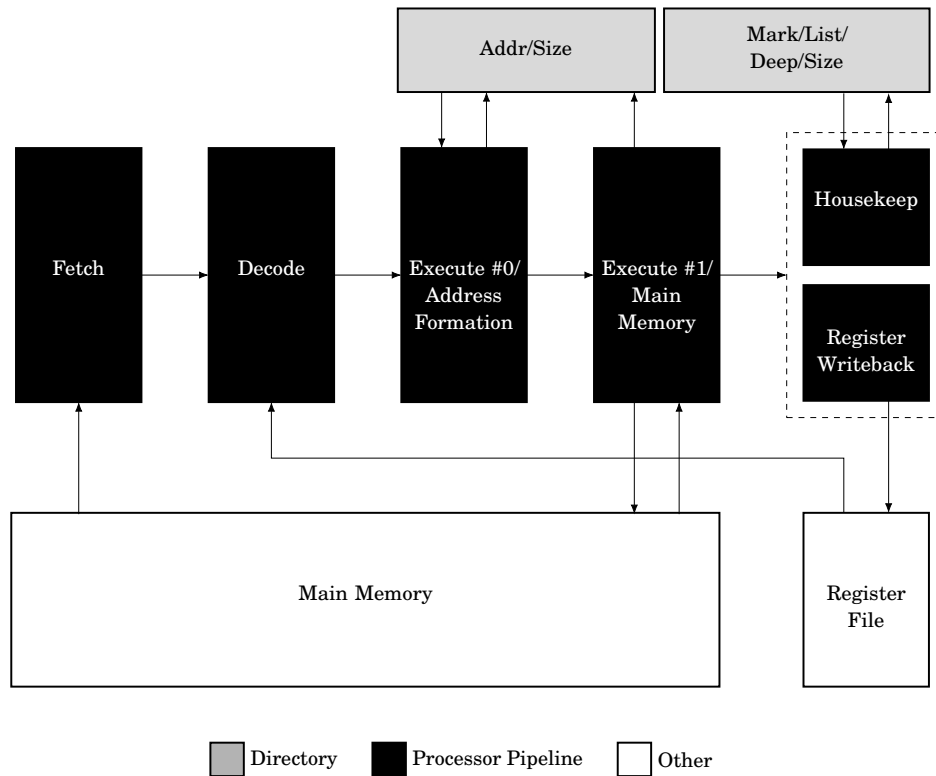 Addr/Size
Mark/List/
Deep/Size
Fetch
Decode
Execute #0/
Address
Formation
Execute #1/
Main
Memory
Housekeep
Register
Writeback
Main Memory
Register
File
Directory
Processor Pipeline
Other